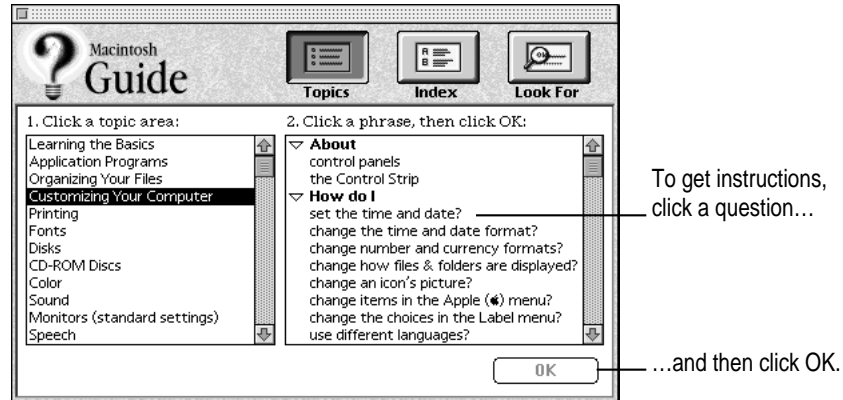 Macintosh
Guide
Topics
Index
Look For
1. Click a topic area:
Learning the Basics
Application Programs
Organizing Your Files
Customizing Your Computer
Printing
Fonts
Disks
CD-ROM Discs
Color
Sound
Monitors (standard settings)
Speech
2. Click a phrase, then click OK:
About
control panels
the Control Strip
How do I
set the time and date?
change the time and date format?
change number and currency formats?
change how files & folders are displayed?
change an icon's picture?
change items in the Apple () menu?
change the choices in the Label menu?
use different languages?
OK
To get instructions,
click a question…
…and then click OK.